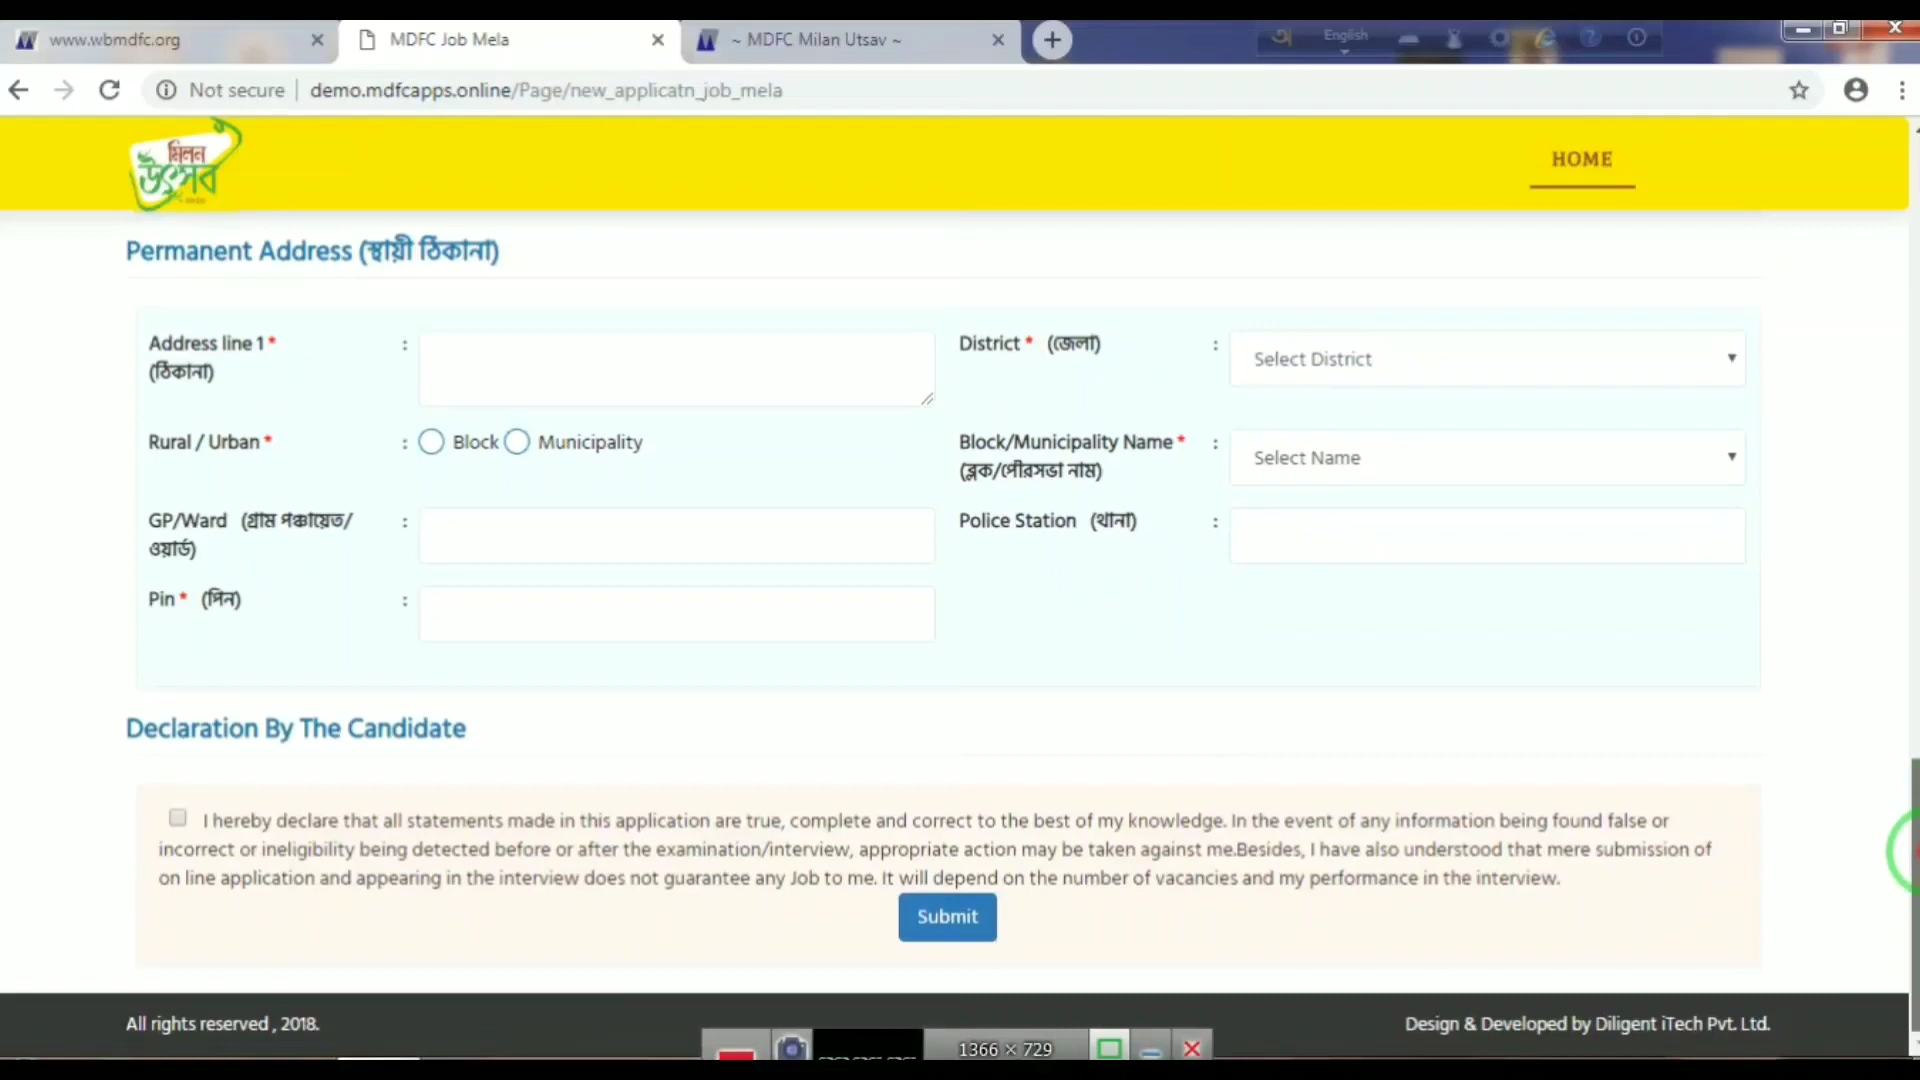 www.wbmdfc.org
MDFC Job Mela
~ MDFC Milan Utsav ~
English
Not secure
demo.mdfcapps.online/Page/new_applicatn_job_mela
মিলন
উৎসব
HOME
Permanent Address (স্থায়ী ঠিকানা)
Address line 1 * :
(ঠিকানা)
District * (জেলা) :
Select District
Rural / Urban * : Block Municipality
Block/Municipality Name * :
(ব্লক/পৌরসভা নাম)
Select Name
GP/Ward (গ্রাম পঞ্চায়েত/ :
ওয়ার্ড)
Police Station (থানা) :
Pin * (পিন) :
Declaration By The Candidate
I hereby declare that all statements made in this application are true, complete and correct to the best of my knowledge. In the event of any information being found false or
incorrect or ineligibility being detected before or after the examination/interview, appropriate action may be taken against me.Besides, I have also understood that mere submission of
on line application and appearing in the interview does not guarantee any Job to me. It will depend on the number of vacancies and my performance in the interview.
Submit
All rights reserved , 2018.
Design & Developed by Diligent iTech Pvt. Ltd.
1366 × 729